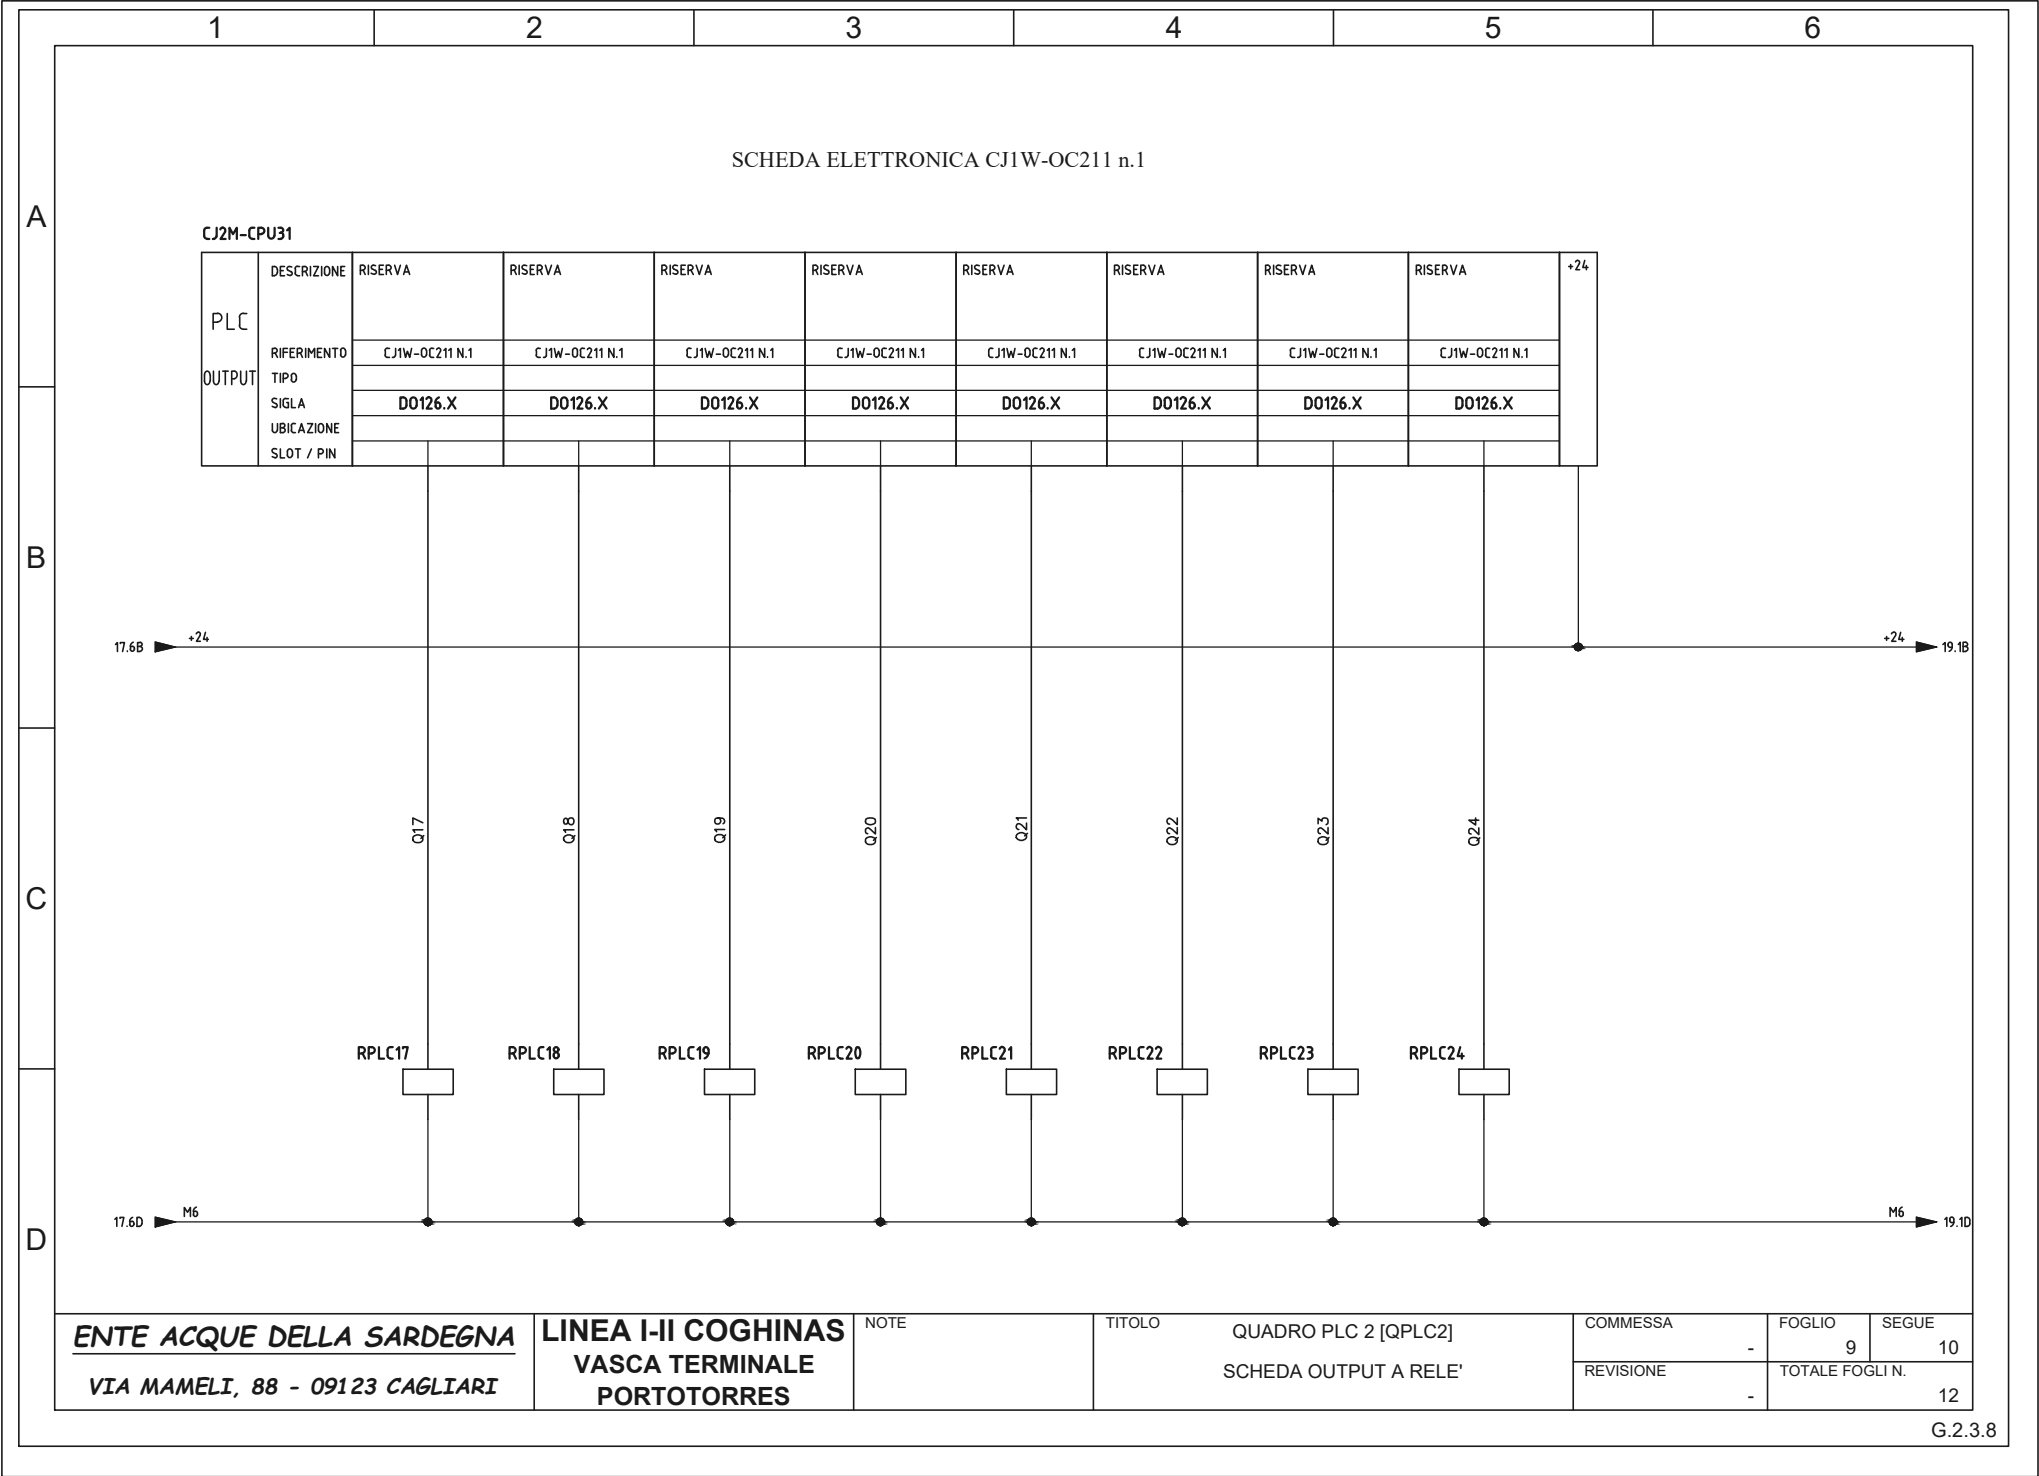 1 2 3 4 5 6
SCHEDA ELETTRONICA CJ1W-OC211 n.1
A
CJ2M-CPU31
DESCRIZIONE RISERVA RISERVA RISERVA RISERVA RISERVA RISERVA RISERVA RISERVA +24
PLC
RIFERIMENTO CJ1W-OC211 N.1 CJ1W-OC211 N.1 CJ1W-OC211 N.1 CJ1W-OC211 N.1 CJ1W-OC211 N.1 CJ1W-OC211 N.1 CJ1W-OC211 N.1 CJ1W-OC211 N.1
OUTPUT TIPO
SIGLA DO126.X DO126.X DO126.X DO126.X DO126.X DO126.X DO126.X DO126.X
UBICAZIONE
SLOT / PIN
B
17.6B +24 +24 19.1B
Q17 Q18 Q19 Q20 Q21 Q22 Q23 Q24
C
RPLC17 RPLC18 RPLC19 RPLC20 RPLC21 RPLC22 RPLC23 RPLC24
17.6D M6 M6 19.1D
D
ENTE ACQUE DELLA SARDEGNA
VIA MAMELI, 88 - 09123 CAGLIARI
LINEA I-II COGHINAS
VASCA TERMINALE
PORTOTORRES
NOTE
TITOLO
QUADRO PLC 2 [QPLC2]
SCHEDA OUTPUT A RELE'
COMMESSA
-
REVISIONE
-
FOGLIO
9
SEGUE
10
TOTALE FOGLI N.
12
G.2.3.8